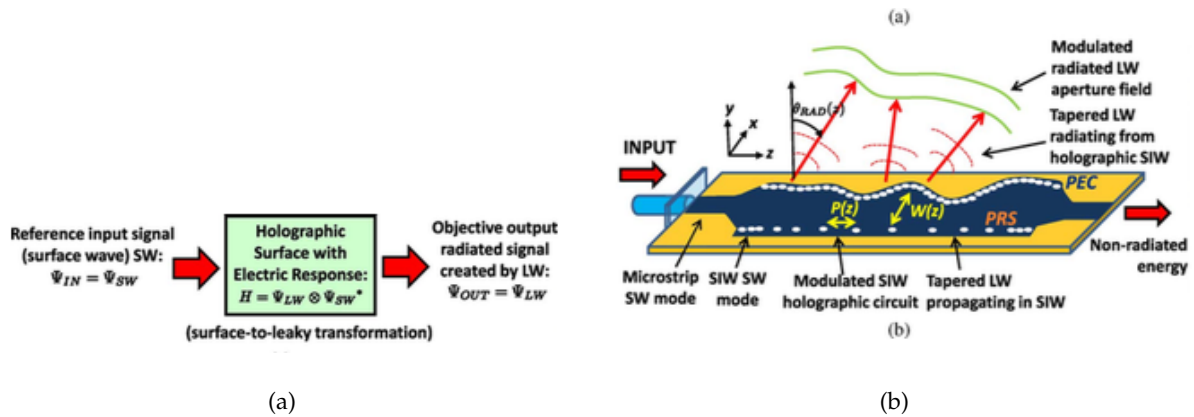 Reference input signal
(surface wave) SW:
Ψ_IN = Ψ_SW
Holographic
Surface with
Electric Response:
H = Ψ_LW ⊗ Ψ_SW*
(surface-to-leaky transformation)
Objective output
radiated signal
created by LW:
Ψ_OUT = Ψ_LW
(a)
(a)
Modulated
radiated LW
aperture field
Tapered LW
radiating from
holographic SIW
θ_RAD(z)
y
x
z
INPUT
PEC
P(z)
W(z)
PRS
Non-radiated
energy
Microstrip
SW mode
SIW SW
mode
Modulated SIW
holographic circuit
Tapered LW
propagating in SIW
(b)
(b)